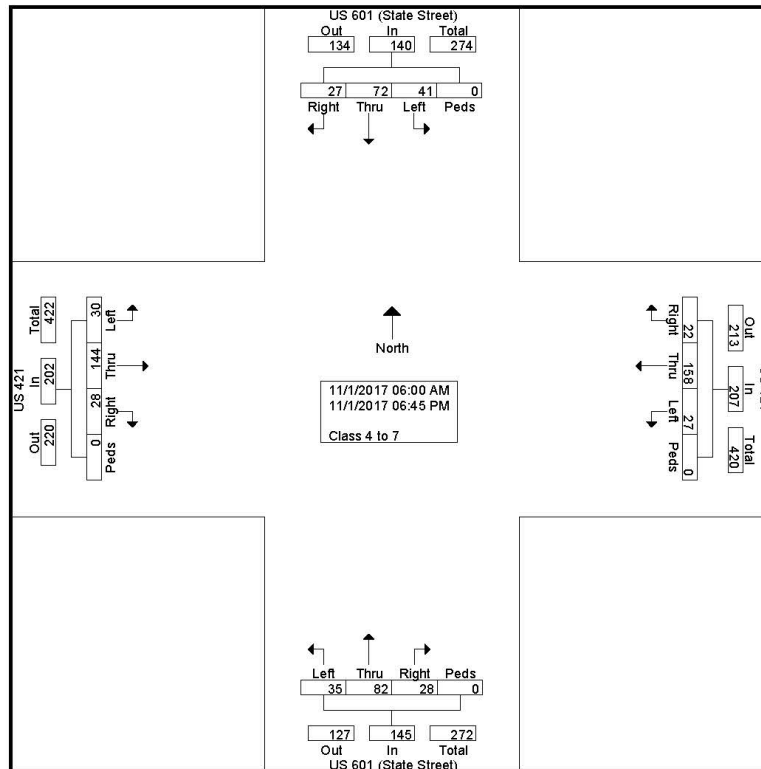 US 601 (State Street)
Out In Total
134 140 274
27 72 41 0
Right Thru Left Peds
US 421
Total In Out
422 202 220
30 144 28 0
Left Thru Right Peds
North
11/1/2017 06:00 AM
11/1/2017 06:45 PM
Class 4 to 7
Right Thru Left Peds
22 158 27 0
213 207 420
Out In Total
Left Thru Right Peds
35 82 28 0
127 145 272
Out In Total
US 601 (State Street)